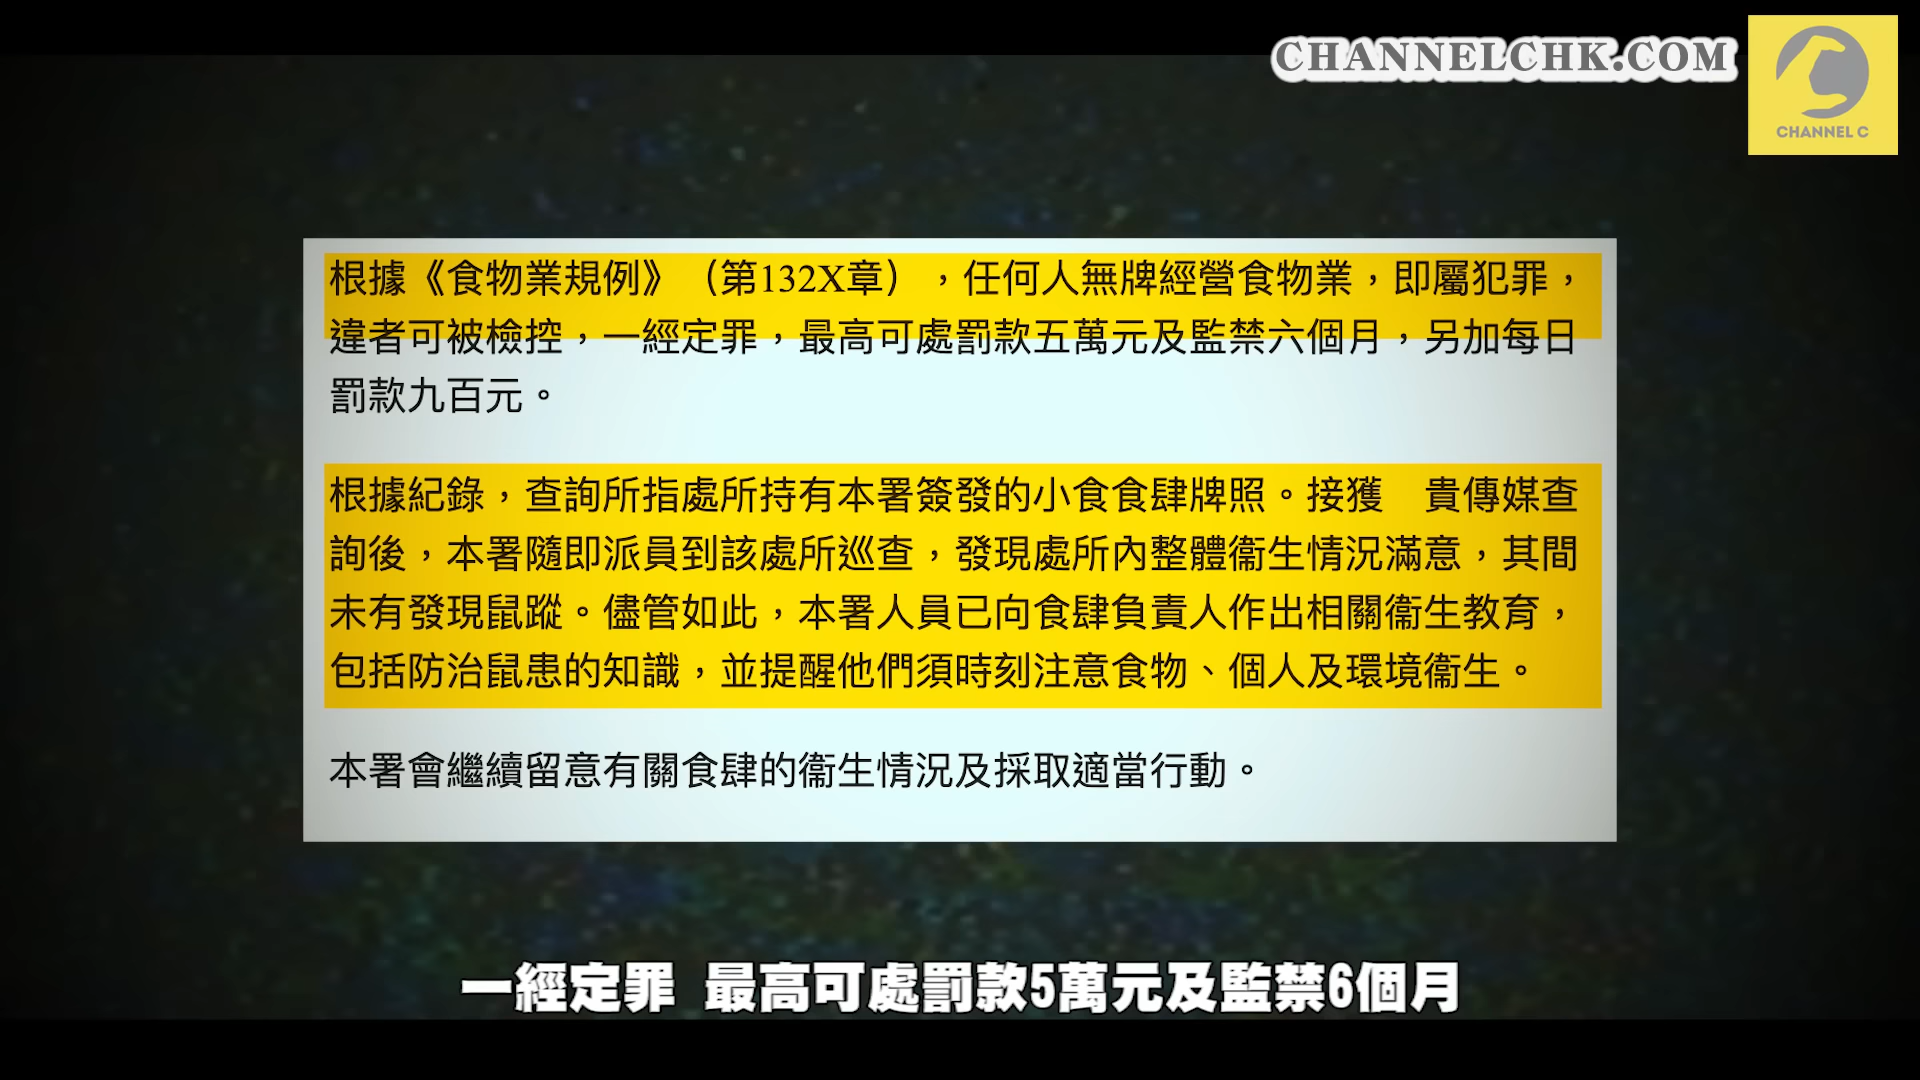 CHANNELCHK.COM
CHANNEL C
根據《食物業規例》（第132X章），任何人無牌經營食物業，即屬犯罪，
違者可被檢控，一經定罪，最高可處罰款五萬元及監禁六個月，另加每日
罰款九百元。
根據紀錄，查詢所指處所持有本署簽發的小食食肆牌照。接獲　貴傳媒查
詢後，本署隨即派員到該處所巡查，發現處所內整體衞生情況滿意，其間
未有發現鼠蹤。儘管如此，本署人員已向食肆負責人作出相關衞生教育，
包括防治鼠患的知識，並提醒他們須時刻注意食物、個人及環境衞生。
本署會繼續留意有關食肆的衞生情況及採取適當行動。
一經定罪 最高可處罰款5萬元及監禁6個月